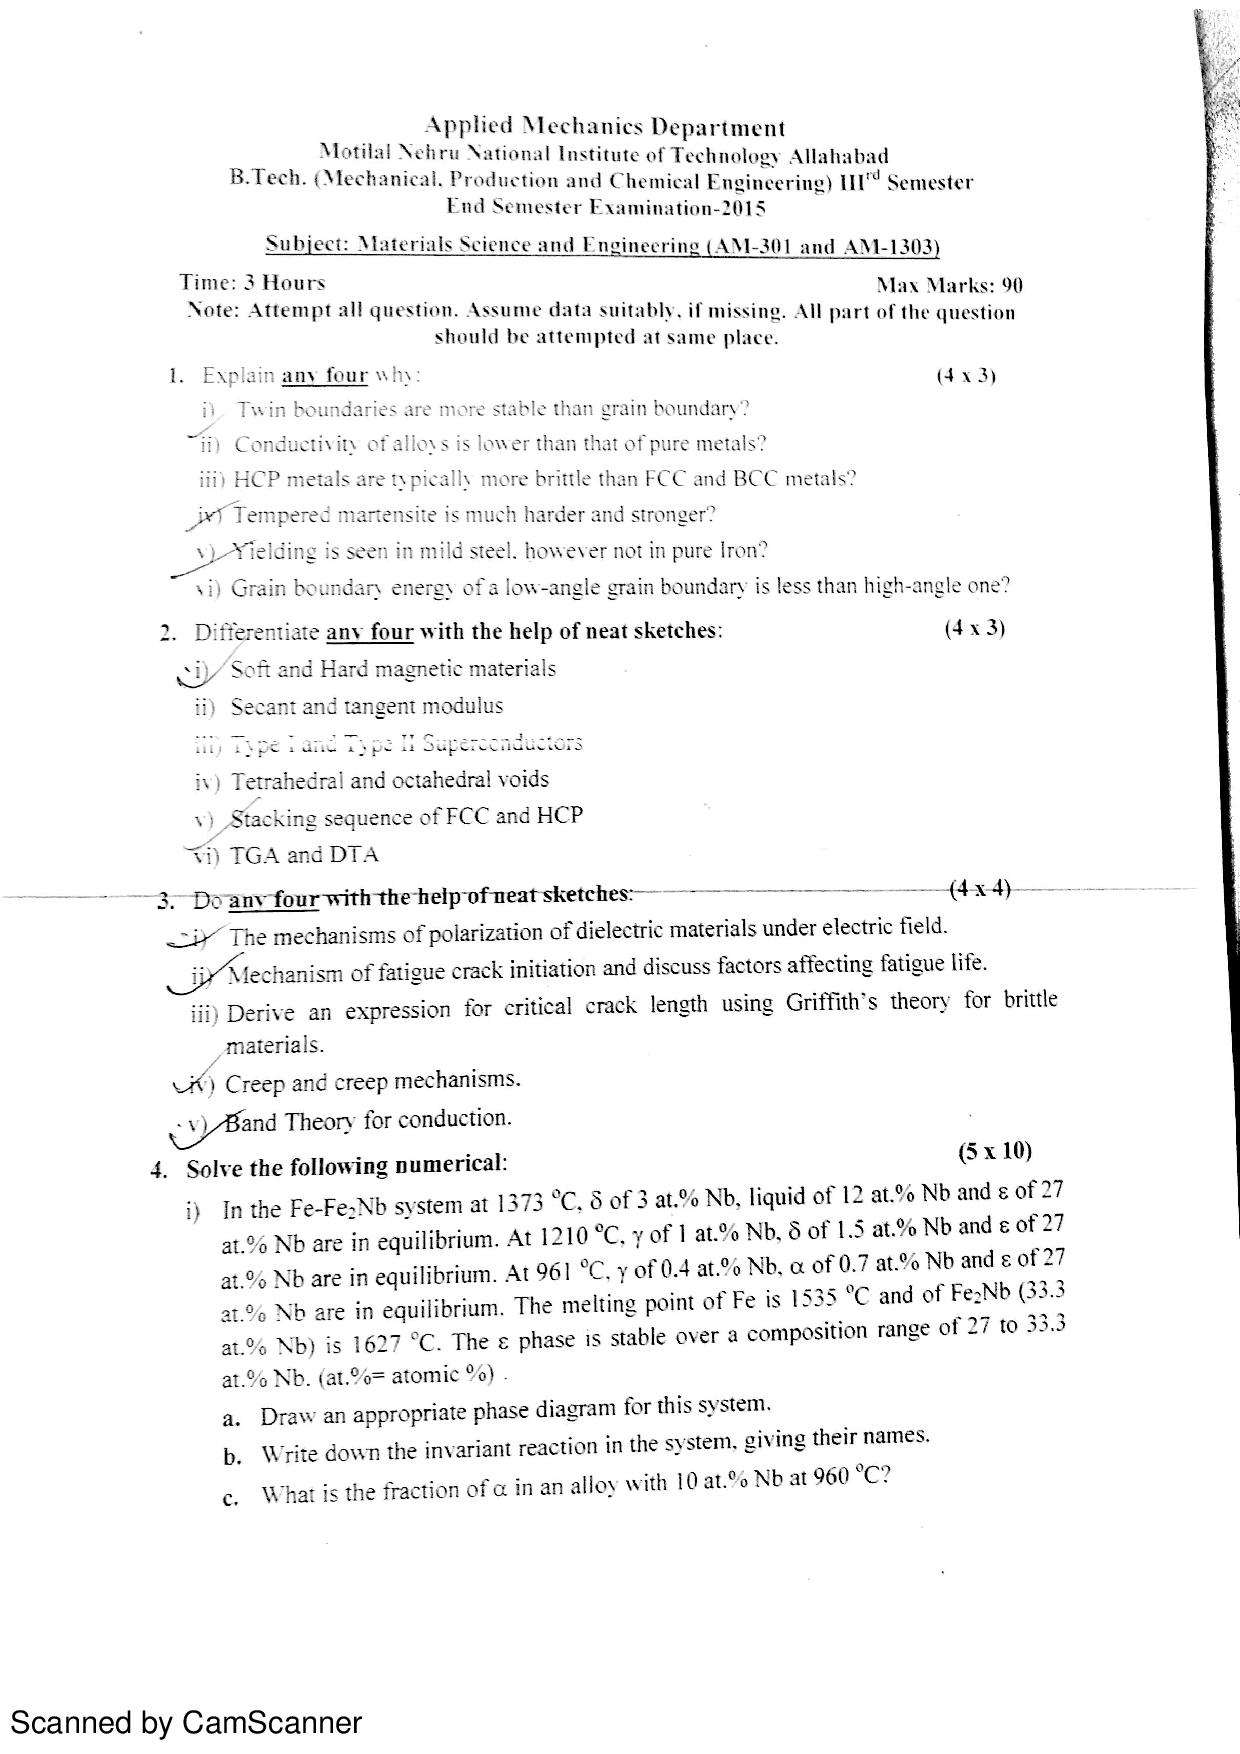 Applied Mechanics Department
Motilal Nehru National Institute of Technology Allahabad
B.Tech. (Mechanical, Production and Chemical Engineering) IIIrd Semester
End Semester Examination-2015
Subject: Materials Science and Engineering (AM-301 and AM-1303)
Time: 3 Hours Max Marks: 90
Note: Attempt all question. Assume data suitably, if missing. All part of the question
should be attempted at same place.
1. Explain any four why: (4 x 3)
i) Twin boundaries are more stable than grain boundary?
ii) Conductivity of alloys is lower than that of pure metals?
iii) HCP metals are typically more brittle than FCC and BCC metals?
iv) Tempered martensite is much harder and stronger?
v) Yielding is seen in mild steel, however not in pure Iron?
vi) Grain boundary energy of a low-angle grain boundary is less than high-angle one?
2. Differentiate any four with the help of neat sketches: (4 x 3)
i) Soft and Hard magnetic materials
ii) Secant and tangent modulus
iii) Type I and Type II Superconductors
iv) Tetrahedral and octahedral voids
v) Stacking sequence of FCC and HCP
vi) TGA and DTA
3. Do any four with the help of neat sketches: (4 x 4)
i) The mechanisms of polarization of dielectric materials under electric field.
ii) Mechanism of fatigue crack initiation and discuss factors affecting fatigue life.
iii) Derive an expression for critical crack length using Griffith's theory for brittle
materials.
iv) Creep and creep mechanisms.
v) Band Theory for conduction.
4. Solve the following numerical: (5 x 10)
i) In the Fe-Fe₂Nb system at 1373 °C, δ of 3 at.% Nb, liquid of 12 at.% Nb and ε of 27
at.% Nb are in equilibrium. At 1210 °C, γ of 1 at.% Nb, δ of 1.5 at.% Nb and ε of 27
at.% Nb are in equilibrium. At 961 °C, γ of 0.4 at.% Nb, α of 0.7 at.% Nb and ε of 27
at.% Nb are in equilibrium. The melting point of Fe is 1535 °C and of Fe₂Nb (33.3
at.% Nb) is 1627 °C. The ε phase is stable over a composition range of 27 to 33.3
at.% Nb. (at.%= atomic %) .
a. Draw an appropriate phase diagram for this system.
b. Write down the invariant reaction in the system, giving their names.
c. What is the fraction of α in an alloy with 10 at.% Nb at 960 °C?
Scanned by CamScanner